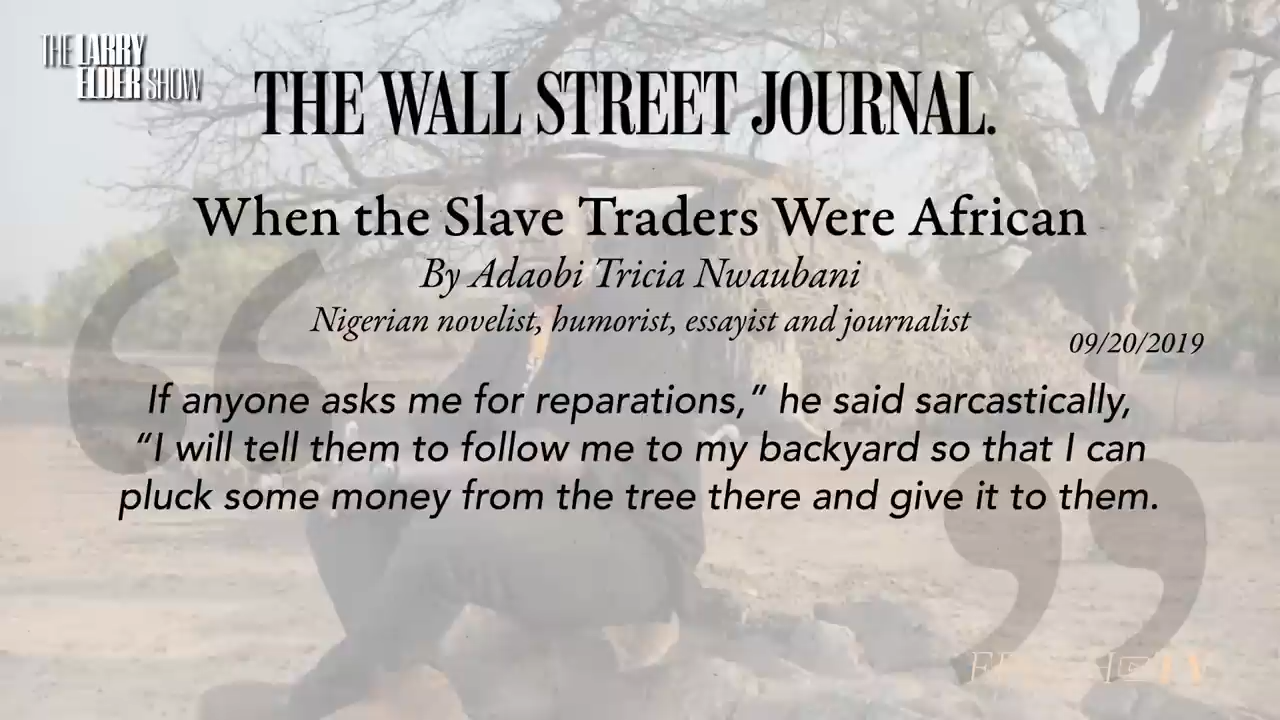 THE LARRY
ELDER SHOW
THE WALL STREET JOURNAL.
When the Slave Traders Were African
By Adaobi Tricia Nwaubani
Nigerian novelist, humorist, essayist and journalist
09/20/2019
If anyone asks me for reparations,” he said sarcastically,
“I will tell them to follow me to my backyard so that I can
pluck some money from the tree there and give it to them.